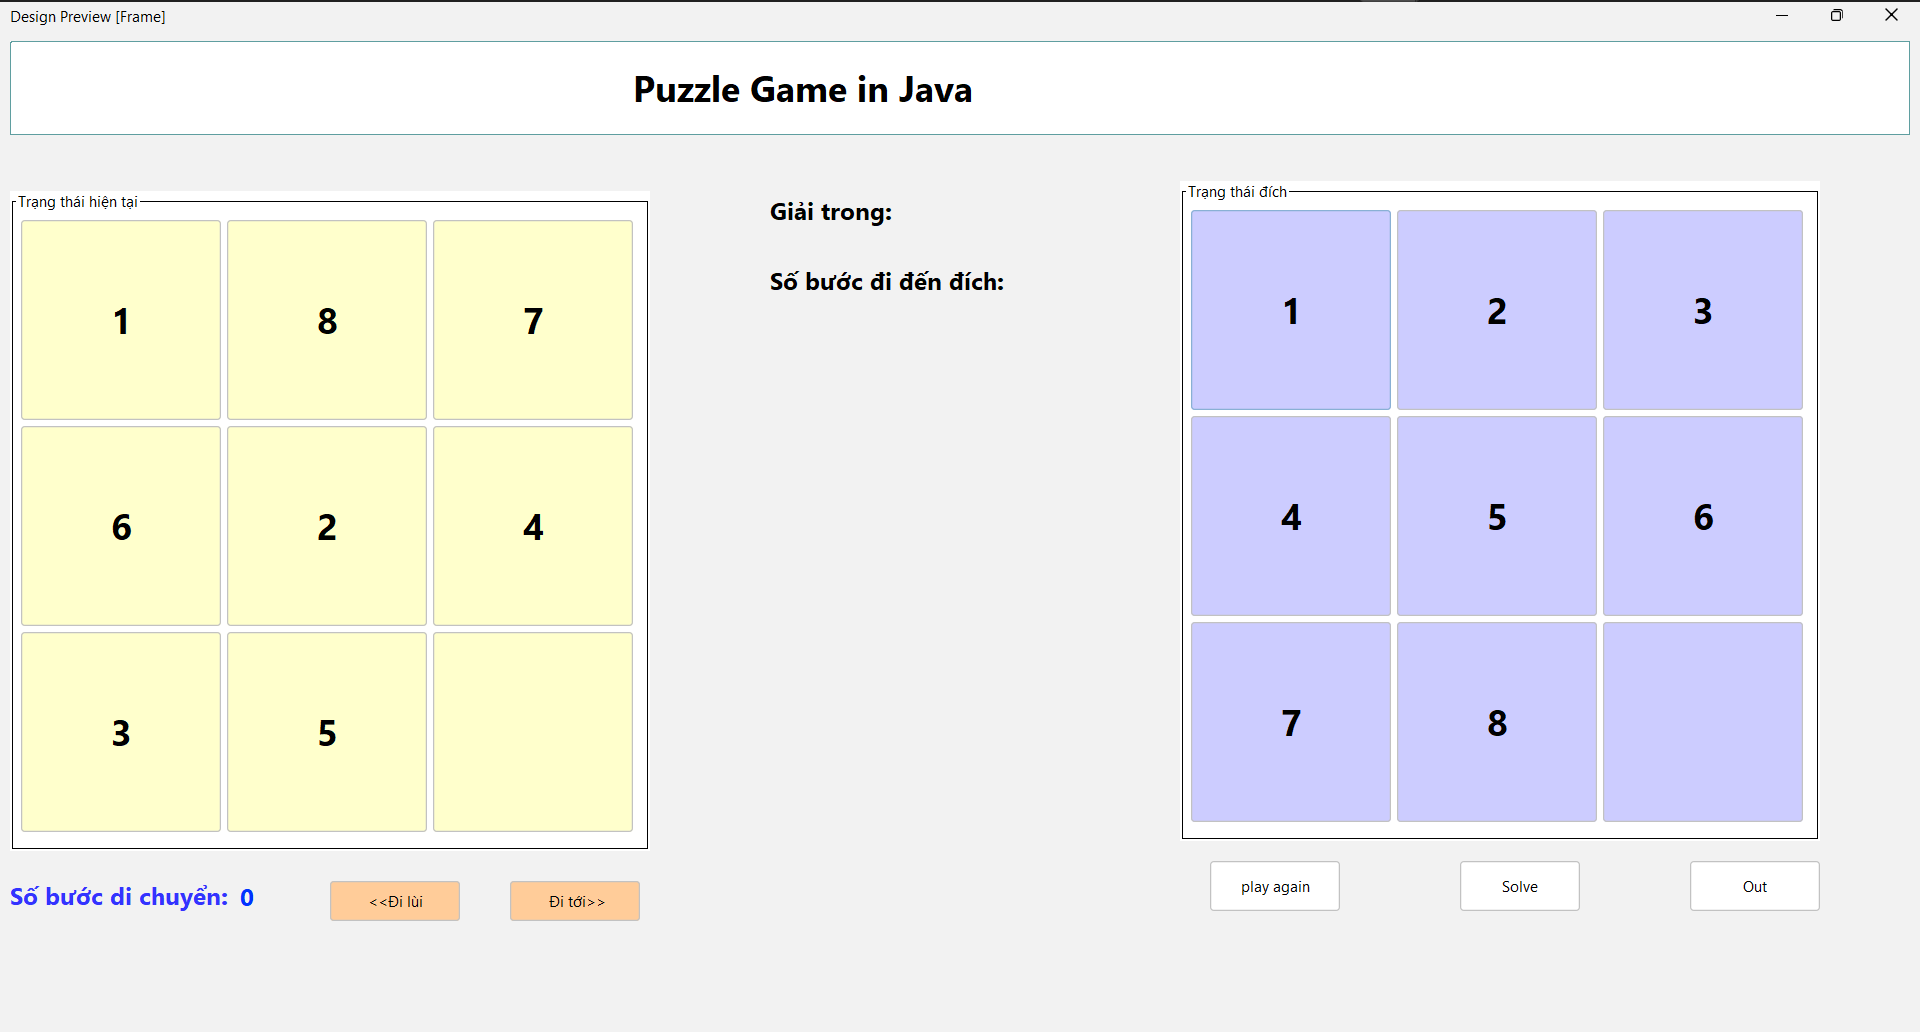 Design Preview [Frame]
Puzzle Game in Java
Trạng thái hiện tại
1 8 7
6 2 4
3 5
Số bước di chuyển: 0
<<Đi lùi
Đi tới>>
Giải trong:
Số bước đi đến đích:
Trạng thái đích
1 2 3
4 5 6
7 8
play again
Solve
Out